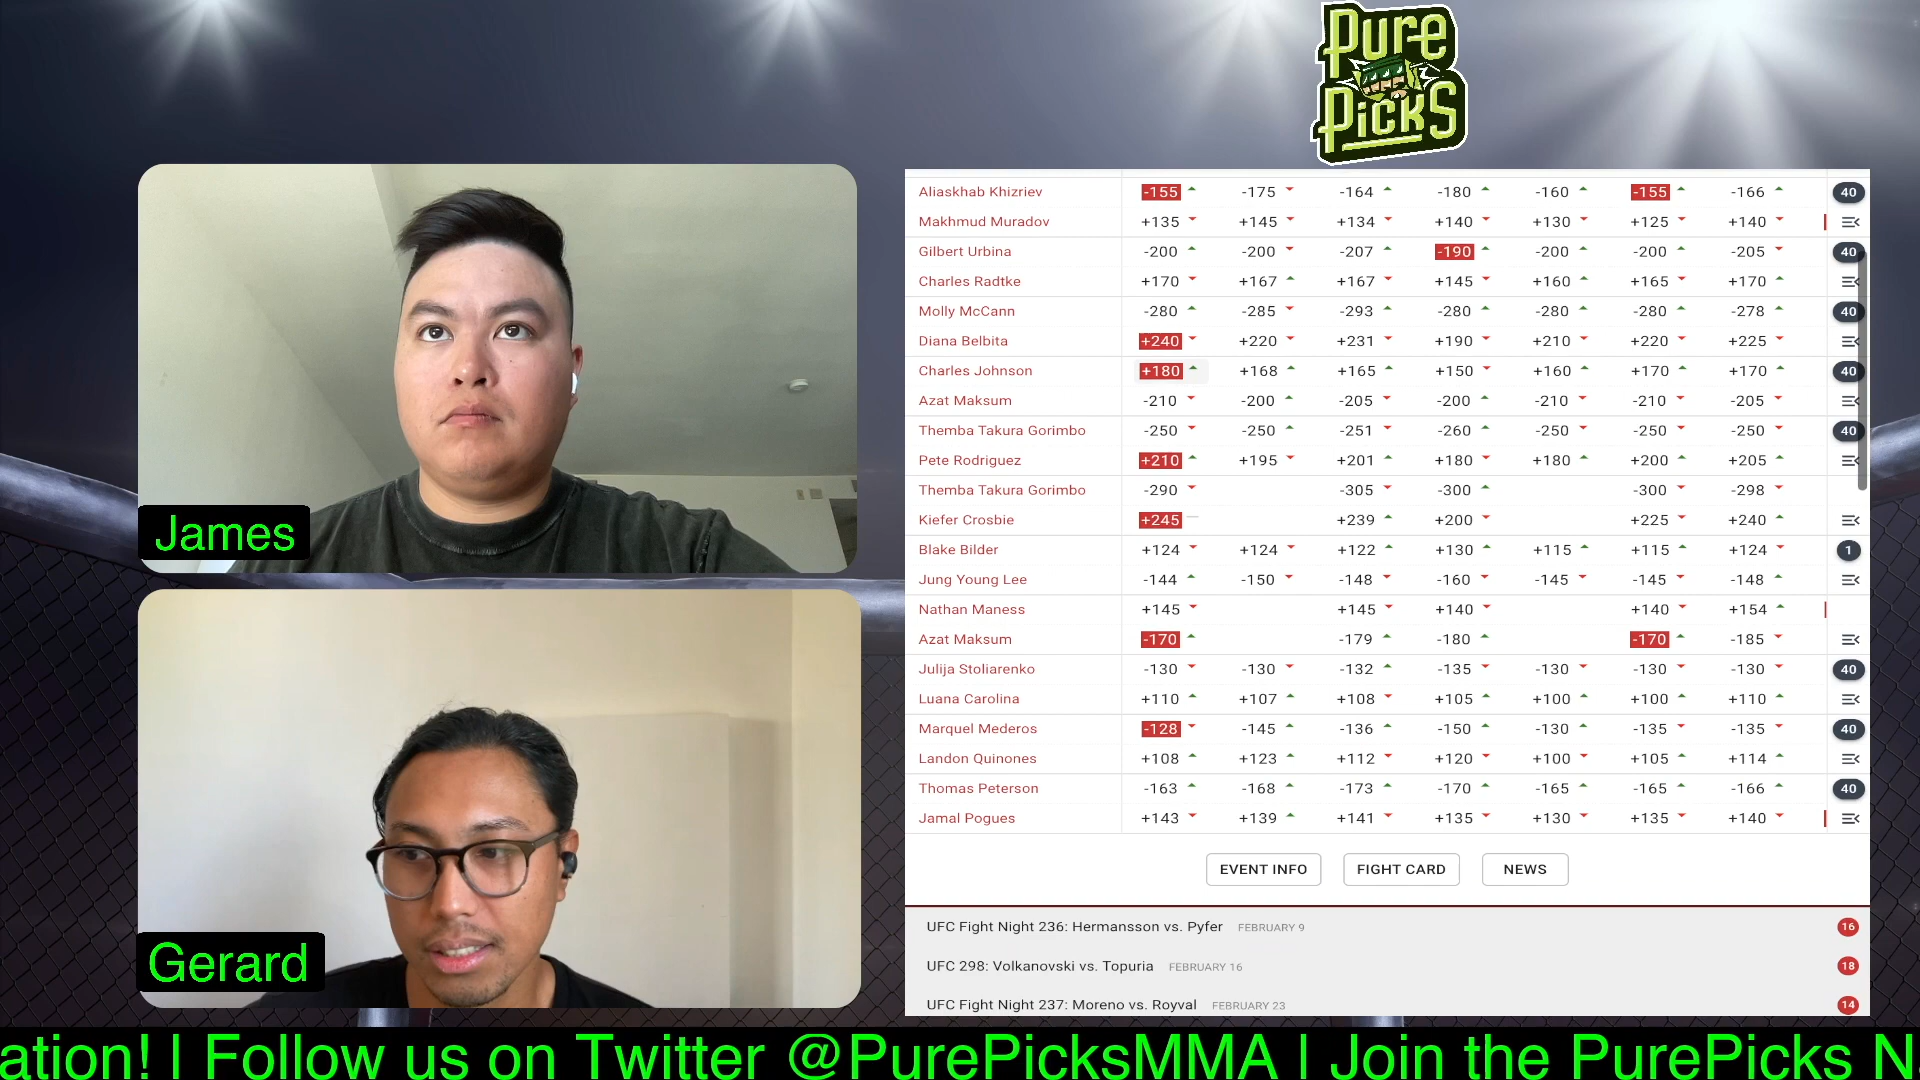 Pure
Picks
James
Gerard
Aliaskhab Khizriev -155 -175 -164 -180 -160 -155 -166 40
Makhmud Muradov +135 +145 +134 +140 +130 +125 +140
Gilbert Urbina -200 -200 -207 -190 -200 -200 -205 40
Charles Radtke +170 +167 +167 +145 +160 +165 +170
Molly McCann -280 -285 -293 -280 -280 -280 -278 40
Diana Belbita +240 +220 +231 +190 +210 +220 +225
Charles Johnson +180 +168 +165 +150 +160 +170 +170 40
Azat Maksum -210 -200 -205 -200 -210 -210 -205
Themba Takura Gorimbo -250 -250 -251 -260 -250 -250 -250 40
Pete Rodriguez +210 +195 +201 +180 +180 +200 +205
Themba Takura Gorimbo -290 -305 -300 -300 -298
Kiefer Crosbie +245 +239 +200 +225 +240
Blake Bilder +124 +124 +122 +130 +115 +115 +124 1
Jung Young Lee -144 -150 -148 -160 -145 -145 -148
Nathan Maness +145 +145 +140 +140 +154
Azat Maksum -170 -179 -180 -170 -185
Julija Stoliarenko -130 -130 -132 -135 -130 -130 -130 40
Luana Carolina +110 +107 +108 +105 +100 +100 +110
Marquel Mederos -128 -145 -136 -150 -130 -135 -135 40
Landon Quinones +108 +123 +112 +120 +100 +105 +114
Thomas Peterson -163 -168 -173 -170 -165 -165 -166 40
Jamal Pogues +143 +139 +141 +135 +130 +135 +140
EVENT INFO FIGHT CARD NEWS
UFC Fight Night 236: Hermansson vs. Pyfer FEBRUARY 9 16
UFC 298: Volkanovski vs. Topuria FEBRUARY 16 18
UFC Fight Night 237: Moreno vs. Royval FEBRUARY 23 14
ation! | Follow us on Twitter @PurePicksMMA | Join the PurePicks N